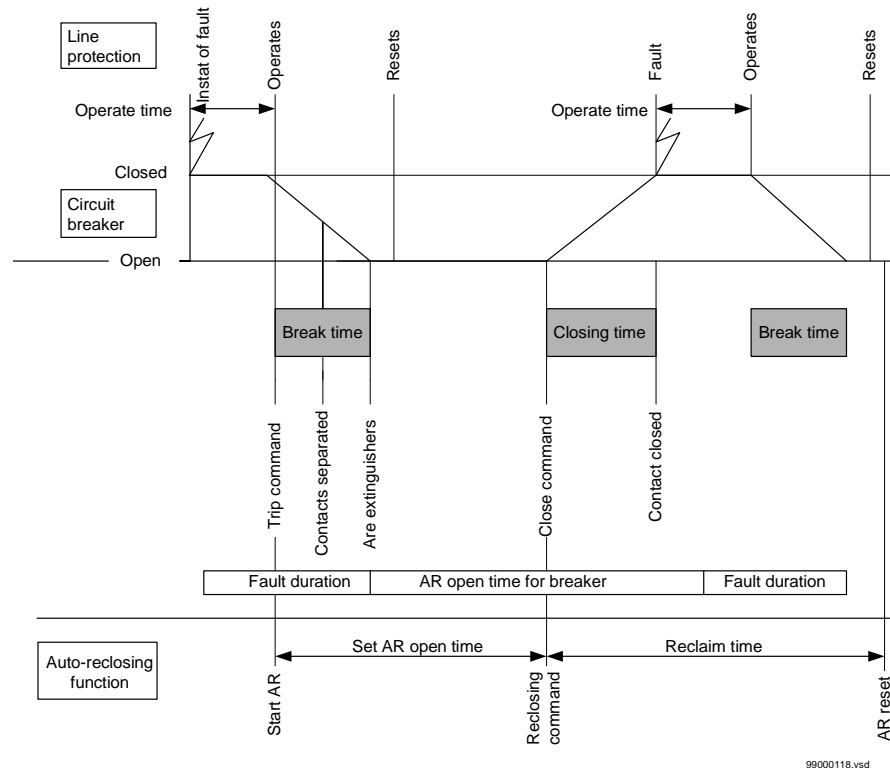 Line
protection
Instat of fault
Operates
Resets
Fault
Operates
Resets
Operate time
Operate time
Closed
Circuit
breaker
Open
Break time
Closing time
Break time
Trip command
Contacts separated
Are extinguishers
Close command
Contact closed
Fault duration
AR open time for breaker
Fault duration
Set AR open time
Reclaim time
Auto-reclosing
function
Start AR
Reclosing
command
AR reset
99000118.vsd